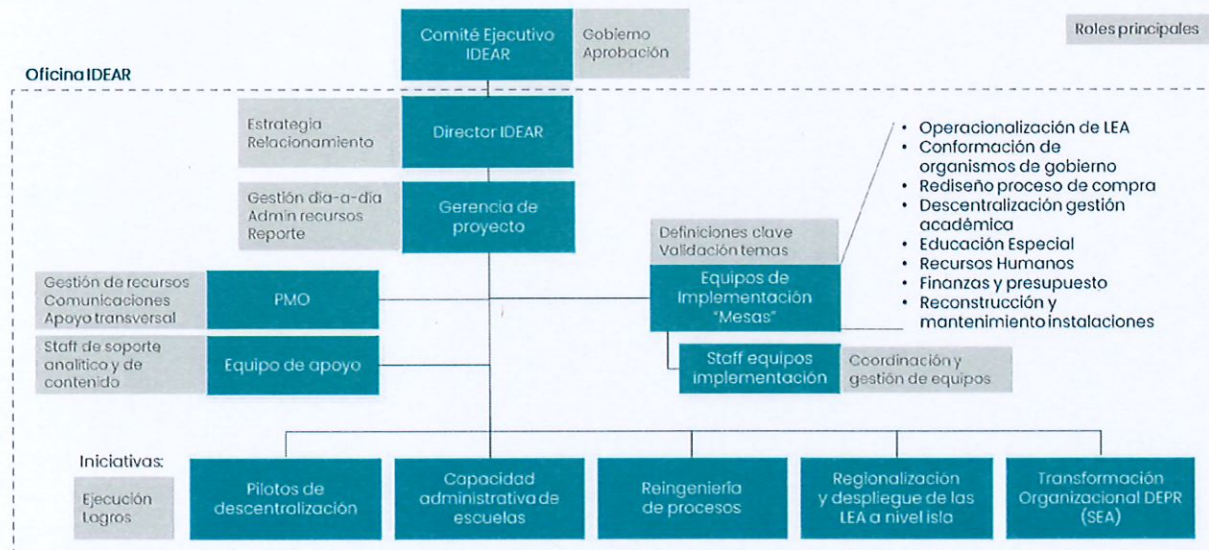 Comité Ejecutivo
IDEAR
Gobierno
Aprobación
Roles principales
Oficina IDEAR
Estrategia
Relacionamiento
Director IDEAR
Gestión día-a-día
Admin recursos
Reporte
Gerencia de
proyecto
• Operacionalización de LEA
• Conformación de
organismos de gobierno
• Rediseño proceso de compra
• Descentralización gestión
académica
• Educación Especial
• Recursos Humanos
• Finanzas y presupuesto
• Reconstrucción y
mantenimiento instalaciones
Definiciones clave
Validación temas
Equipos de
Implementación
"Mesas"
Gestión de recursos
Comunicaciones
Apoyo transversal
PMO
Staff de soporte
analítico y de
contenido
Equipo de apoyo
Staff equipos
implementación
Coordinación y
gestión de equipos
Iniciativas:
Ejecución
Logros
Pilotos de
descentralización
Capacidad
administrativa de
escuelas
Reingeniería
de procesos
Regionalización
y despliegue de las
LEA a nivel isla
Transformación
Organizacional DEPR
(SEA)